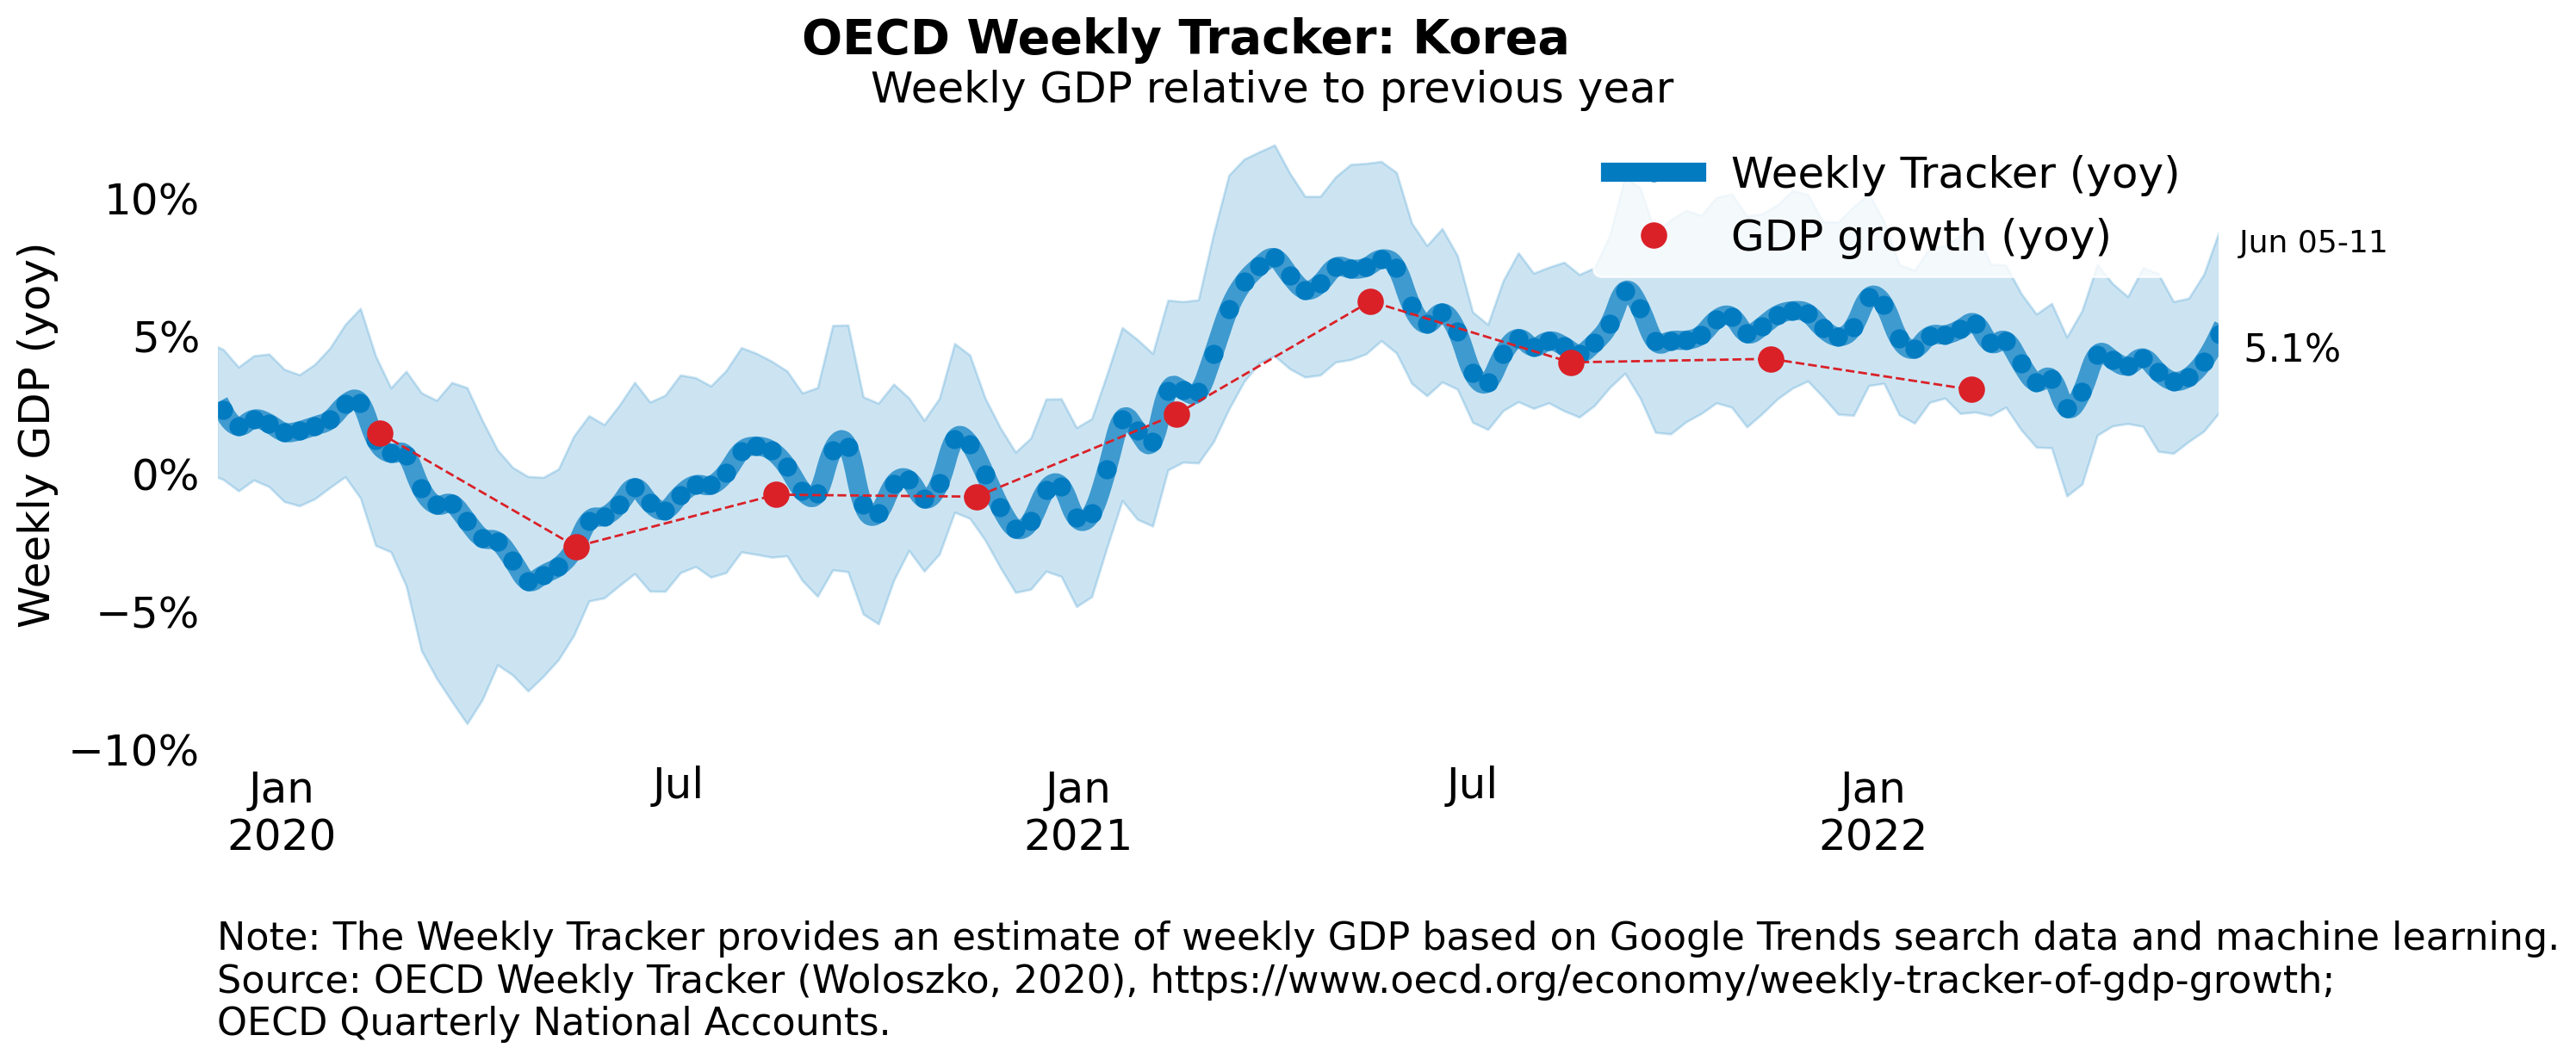 OECD Weekly Tracker: Korea
Weekly GDP relative to previous year
Weekly GDP (yoy)
10%
5%
0%
−5%
−10%
Weekly Tracker (yoy)
GDP growth (yoy)
Jun 05-11
5.1%
Jan
2020
Jul
Jan
2021
Jul
Jan
2022
Note: The Weekly Tracker provides an estimate of weekly GDP based on Google Trends search data and machine learning.
Source: OECD Weekly Tracker (Woloszko, 2020), https://www.oecd.org/economy/weekly-tracker-of-gdp-growth;
OECD Quarterly National Accounts.